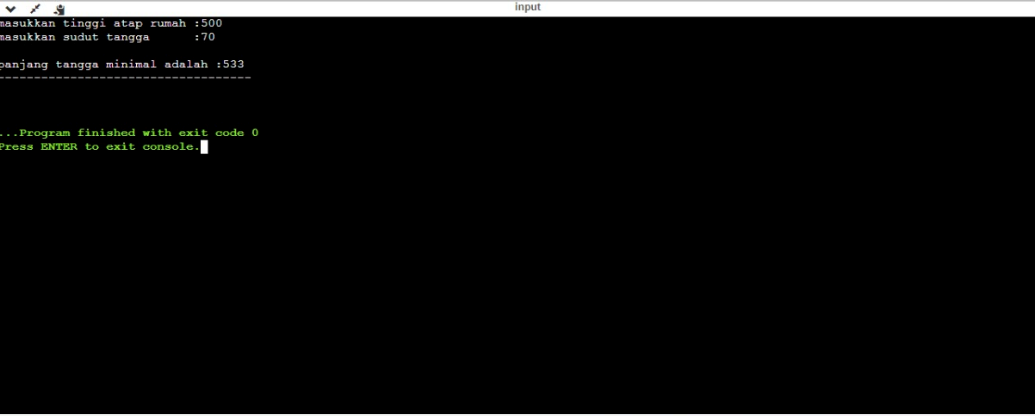 input
masukkan tinggi atap rumah :500
masukkan sudut tangga      :70
panjang tangga minimal adalah :533
-----------------------------------
...Program finished with exit code 0
Press ENTER to exit console.